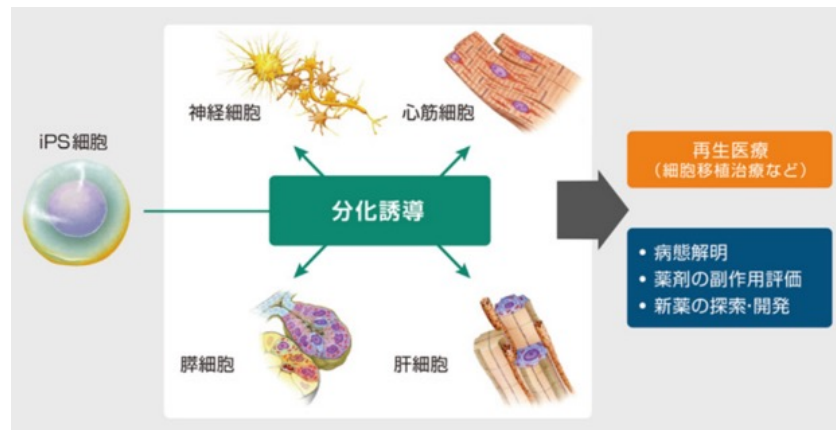 iPS細胞
神経細胞
心筋細胞
分化誘導
膵細胞
肝細胞
再生医療
（細胞移植治療など）
• 病態解明
• 薬剤の副作用評価
• 新薬の探索・開発